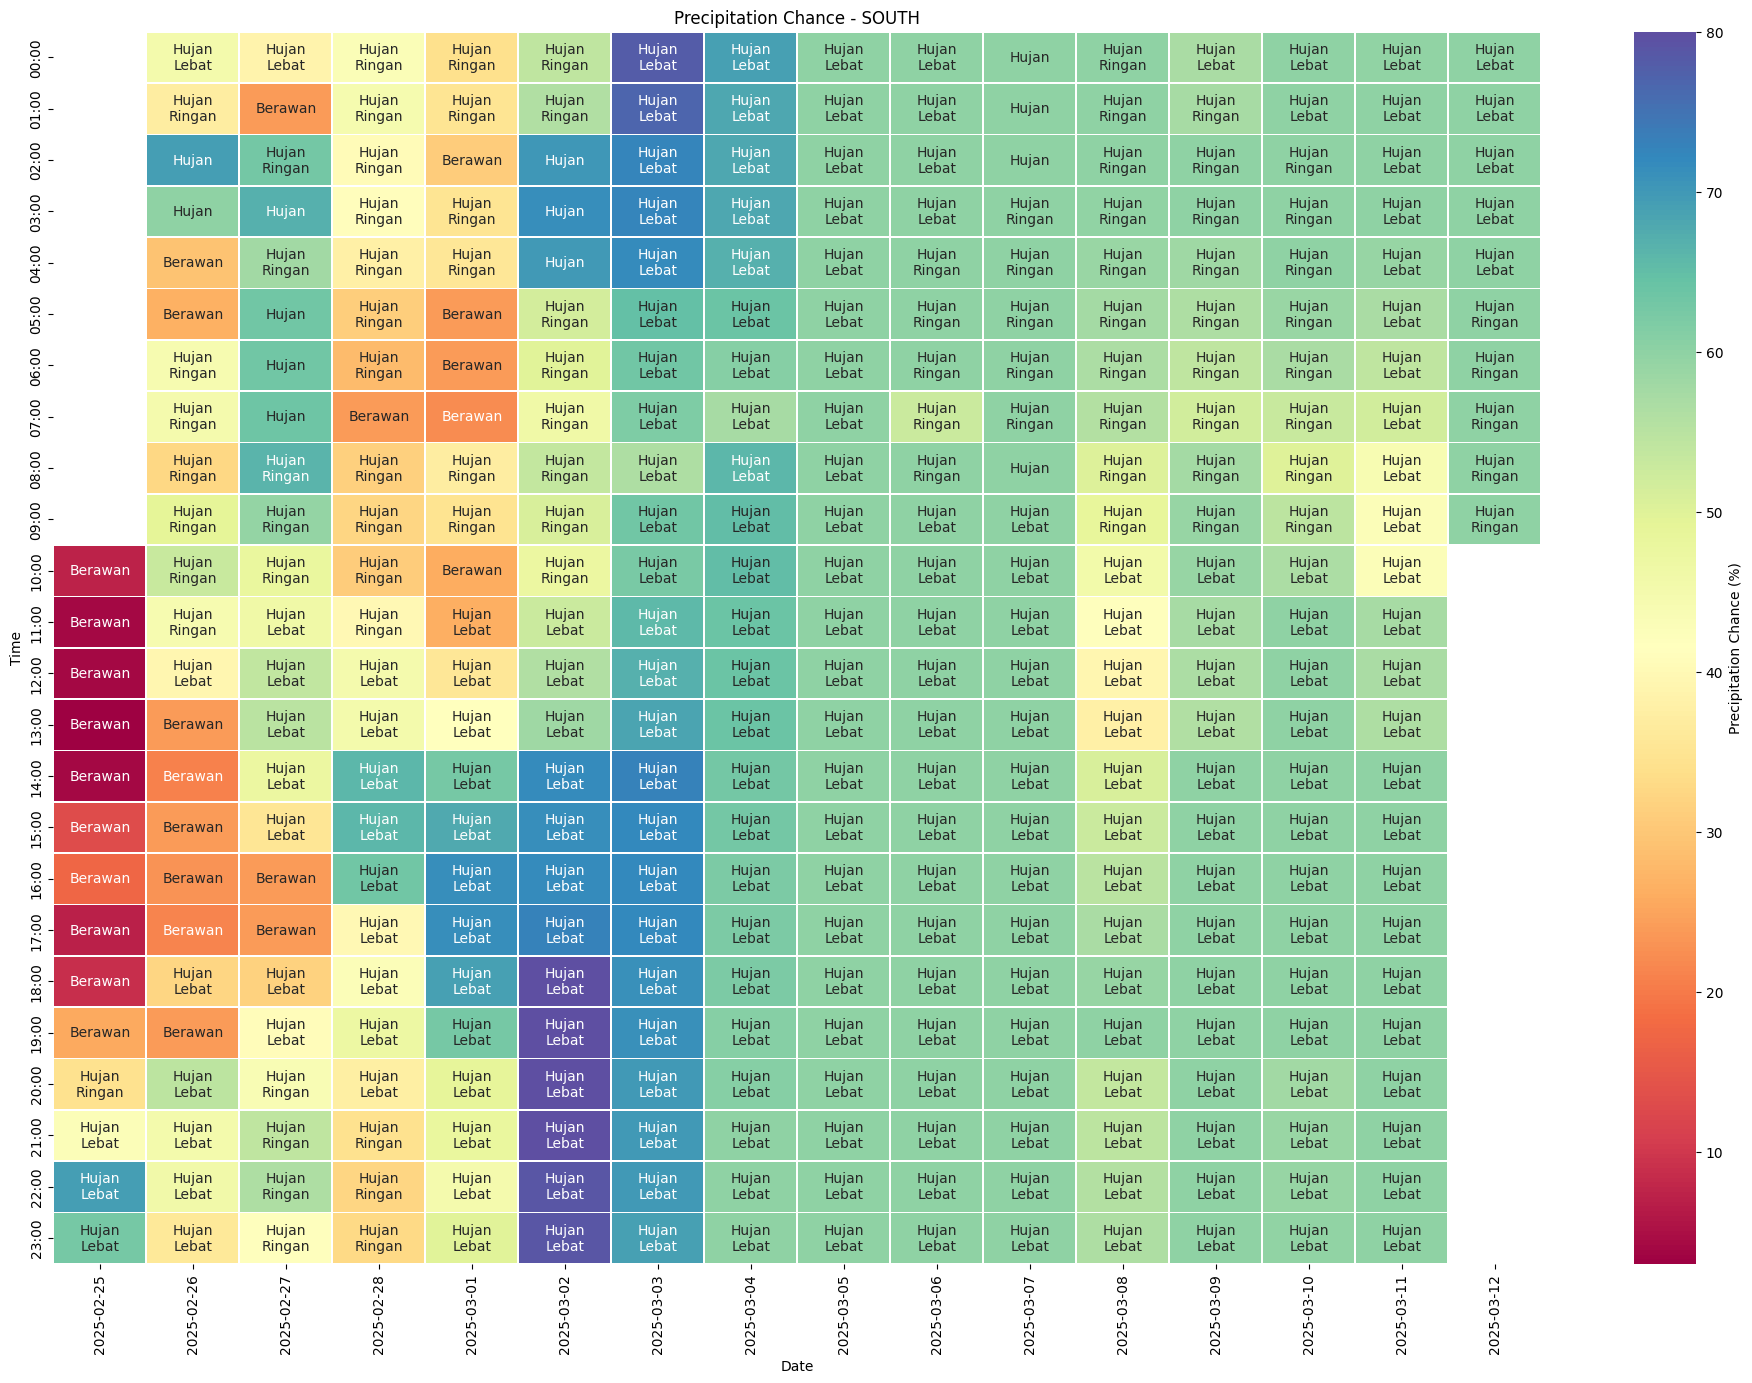 Precipitation Chance - SOUTH
00:00
Hujan Hujan Hujan Hujan Hujan Hujan Hujan Hujan Hujan Hujan Hujan Hujan Hujan Hujan Hujan
Lebat Lebat Ringan Ringan Ringan Lebat Lebat Lebat Lebat Ringan Lebat Lebat Lebat Lebat
01:00
Hujan Berawan Hujan Hujan Hujan Hujan Hujan Hujan Hujan Hujan Hujan Hujan Hujan Hujan Hujan
Ringan Ringan Ringan Ringan Lebat Lebat Lebat Lebat Ringan Ringan Lebat Lebat Lebat
02:00
Hujan Hujan Hujan Berawan Hujan Hujan Hujan Hujan Hujan Hujan Hujan Hujan Hujan Hujan Hujan
Ringan Ringan Lebat Lebat Lebat Lebat Ringan Ringan Ringan Lebat Lebat
03:00
Hujan Hujan Hujan Hujan Hujan Hujan Hujan Hujan Hujan Hujan Hujan Hujan Hujan Hujan Hujan
Ringan Ringan Lebat Lebat Lebat Lebat Ringan Ringan Ringan Ringan Lebat Lebat
04:00
Berawan Hujan Hujan Hujan Hujan Hujan Hujan Hujan Hujan Hujan Hujan Hujan Hujan Hujan Hujan
Ringan Ringan Ringan Lebat Lebat Lebat Ringan Ringan Ringan Ringan Ringan Lebat Lebat
05:00
Berawan Hujan Hujan Berawan Hujan Hujan Hujan Hujan Hujan Hujan Hujan Hujan Hujan Hujan Hujan
Ringan Ringan Lebat Lebat Lebat Ringan Ringan Ringan Ringan Ringan Lebat Ringan
06:00
Hujan Hujan Hujan Berawan Hujan Hujan Hujan Hujan Hujan Hujan Hujan Hujan Hujan Hujan Hujan
Ringan Ringan Ringan Lebat Lebat Lebat Ringan Ringan Ringan Ringan Ringan Lebat Ringan
07:00
Hujan Hujan Berawan Berawan Hujan Hujan Hujan Hujan Hujan Hujan Hujan Hujan Hujan Hujan Hujan
Ringan Ringan Lebat Lebat Lebat Ringan Ringan Ringan Ringan Ringan Lebat Ringan
08:00
Hujan Hujan Hujan Hujan Hujan Hujan Hujan Hujan Hujan Hujan Hujan Hujan Hujan Hujan Hujan
Ringan Ringan Ringan Ringan Ringan Lebat Lebat Lebat Ringan Ringan Ringan Ringan Lebat Ringan
09:00
Hujan Hujan Hujan Hujan Hujan Hujan Hujan Hujan Hujan Hujan Hujan Hujan Hujan Hujan Hujan
Ringan Ringan Ringan Ringan Ringan Lebat Lebat Lebat Lebat Lebat Ringan Ringan Ringan Lebat Ringan
10:00
Berawan Hujan Hujan Hujan Berawan Hujan Hujan Hujan Hujan Hujan Hujan Hujan Hujan Hujan Hujan
Ringan Ringan Ringan Ringan Lebat Lebat Lebat Lebat Lebat Lebat Lebat Lebat Lebat
11:00
Berawan Hujan Hujan Hujan Hujan Hujan Hujan Hujan Hujan Hujan Hujan Hujan Hujan Hujan Hujan
Ringan Lebat Ringan Lebat Lebat Lebat Lebat Lebat Lebat Lebat Lebat Lebat Lebat Lebat
12:00
Berawan Hujan Hujan Hujan Hujan Hujan Hujan Hujan Hujan Hujan Hujan Hujan Hujan Hujan Hujan
Lebat Lebat Lebat Lebat Lebat Lebat Lebat Lebat Lebat Lebat Lebat Lebat Lebat Lebat
13:00
Berawan Berawan Hujan Hujan Hujan Hujan Hujan Hujan Hujan Hujan Hujan Hujan Hujan Hujan Hujan
Lebat Lebat Lebat Lebat Lebat Lebat Lebat Lebat Lebat Lebat Lebat Lebat Lebat
14:00
Berawan Berawan Hujan Hujan Hujan Hujan Hujan Hujan Hujan Hujan Hujan Hujan Hujan Hujan Hujan
Lebat Lebat Lebat Lebat Lebat Lebat Lebat Lebat Lebat Lebat Lebat Lebat Lebat
15:00
Berawan Berawan Hujan Hujan Hujan Hujan Hujan Hujan Hujan Hujan Hujan Hujan Hujan Hujan Hujan
Lebat Lebat Lebat Lebat Lebat Lebat Lebat Lebat Lebat Lebat Lebat Lebat Lebat
16:00
Berawan Berawan Berawan Hujan Hujan Hujan Hujan Hujan Hujan Hujan Hujan Hujan Hujan Hujan Hujan
Lebat Lebat Lebat Lebat Lebat Lebat Lebat Lebat Lebat Lebat Lebat Lebat
17:00
Berawan Berawan Berawan Hujan Hujan Hujan Hujan Hujan Hujan Hujan Hujan Hujan Hujan Hujan Hujan
Lebat Lebat Lebat Lebat Lebat Lebat Lebat Lebat Lebat Lebat Lebat Lebat
18:00
Berawan Hujan Hujan Hujan Hujan Hujan Hujan Hujan Hujan Hujan Hujan Hujan Hujan Hujan Hujan
Lebat Lebat Lebat Lebat Lebat Lebat Lebat Lebat Lebat Lebat Lebat Lebat Lebat Lebat
19:00
Berawan Berawan Hujan Hujan Hujan Hujan Hujan Hujan Hujan Hujan Hujan Hujan Hujan Hujan Hujan
Lebat Lebat Lebat Lebat Lebat Lebat Lebat Lebat Lebat Lebat Lebat Lebat Lebat
20:00
Hujan Hujan Hujan Hujan Hujan Hujan Hujan Hujan Hujan Hujan Hujan Hujan Hujan Hujan Hujan
Ringan Lebat Ringan Lebat Lebat Lebat Lebat Lebat Lebat Lebat Lebat Lebat Lebat Lebat Lebat
21:00
Hujan Hujan Hujan Hujan Hujan Hujan Hujan Hujan Hujan Hujan Hujan Hujan Hujan Hujan Hujan
Lebat Lebat Ringan Ringan Lebat Lebat Lebat Lebat Lebat Lebat Lebat Lebat Lebat Lebat Lebat
22:00
Hujan Hujan Hujan Hujan Hujan Hujan Hujan Hujan Hujan Hujan Hujan Hujan Hujan Hujan Hujan
Lebat Lebat Ringan Ringan Lebat Lebat Lebat Lebat Lebat Lebat Lebat Lebat Lebat Lebat Lebat
23:00
Hujan Hujan Hujan Hujan Hujan Hujan Hujan Hujan Hujan Hujan Hujan Hujan Hujan Hujan Hujan
Lebat Lebat Ringan Ringan Lebat Lebat Lebat Lebat Lebat Lebat Lebat Lebat Lebat Lebat Lebat
Time
2025-02-25
2025-02-26
2025-02-27
2025-02-28
2025-03-01
2025-03-02
2025-03-03
2025-03-04
2025-03-05
2025-03-06
2025-03-07
2025-03-08
2025-03-09
2025-03-10
2025-03-11
2025-03-12
Date
80
70
60
50
40
30
20
10
Precipitation Chance (%)